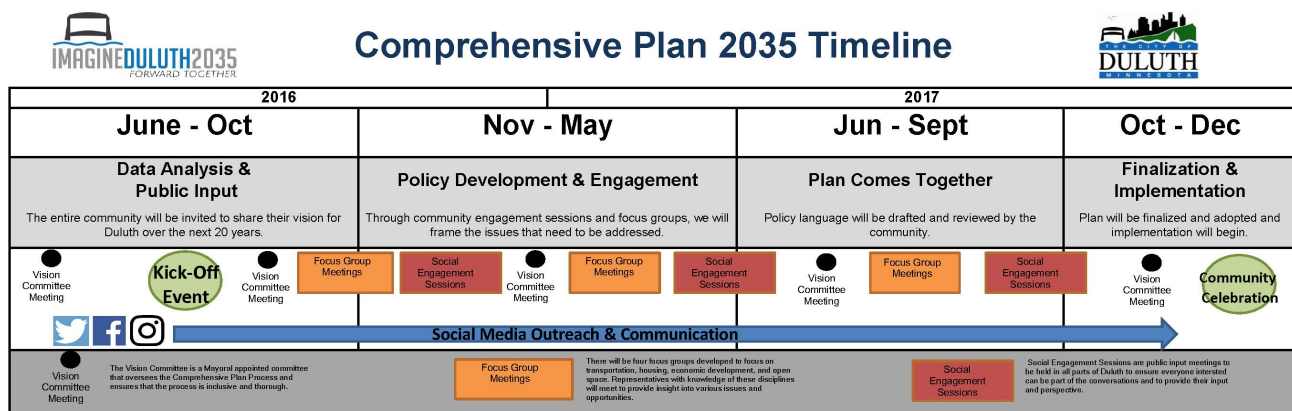 IMAGINEDULUTH2035
FORWARD TOGETHER
Comprehensive Plan 2035 Timeline
THE CITY OF
DULUTH
MINNESOTA
2016
2017
June - Oct
Nov - May
Jun - Sept
Oct - Dec
Data Analysis &
Public Input
The entire community will be invited to share their vision for
Duluth over the next 20 years.
Policy Development & Engagement
Through community engagement sessions and focus groups, we will
frame the issues that need to be addressed.
Plan Comes Together
Policy language will be drafted and reviewed by the
community.
Finalization &
Implementation
Plan will be finalized and adopted and
implementation will begin.
Vision
Committee
Meeting
Kick-Off
Event
Vision
Committee
Meeting
Focus Group
Meetings
Social
Engagement
Sessions
Vision
Committee
Meeting
Focus Group
Meetings
Social
Engagement
Sessions
Vision
Committee
Meeting
Focus Group
Meetings
Social
Engagement
Sessions
Vision
Committee
Meeting
Community
Celebration
Social Media Outreach & Communication
Vision
Committee
Meeting
The Vision Committee is a Mayoral appointed committee
that oversees the Comprehensive Plan Process and
ensures that the process is inclusive and thorough.
Focus Group
Meetings
There will be four focus groups developed to focus on
transportation, housing, economic development, and open
space. Representatives with knowledge of these disciplines
will meet to provide insight into various issues and
opportunities.
Social
Engagement
Sessions
Social Engagement Sessions are public input meetings to
be held in all parts of Duluth to ensure everyone intersted
can be part of the conversations and to provide their input
and perspective.